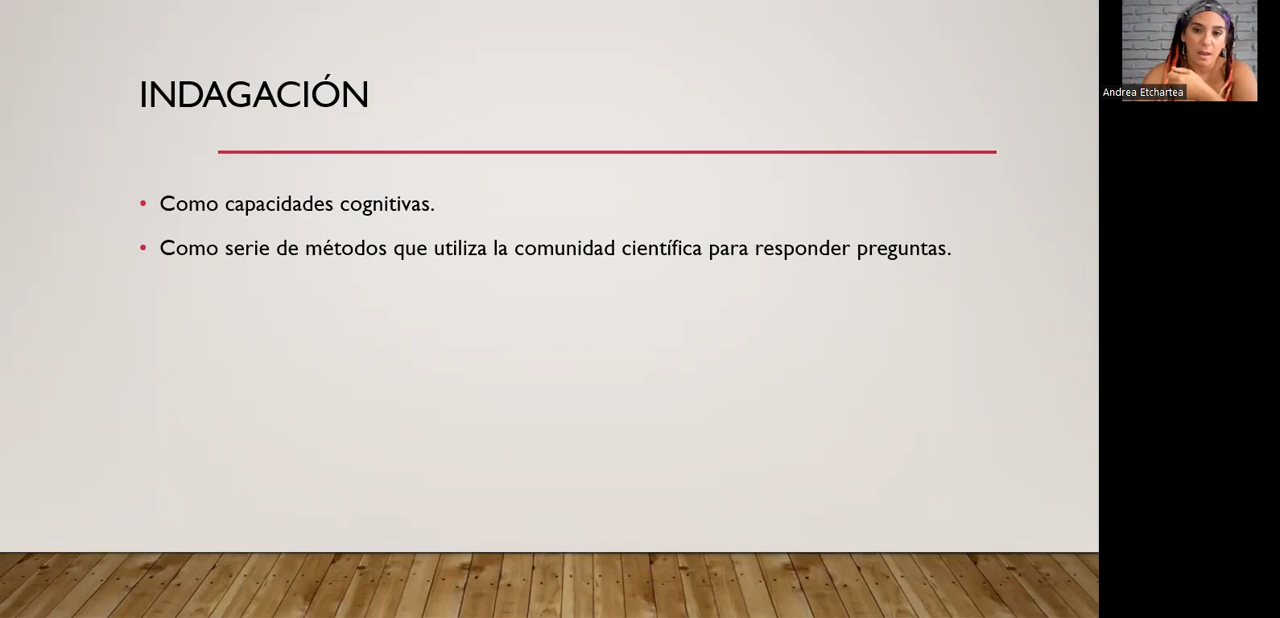 INDAGACIÓN
• Como capacidades cognitivas.
• Como serie de métodos que utiliza la comunidad científica para responder preguntas.
Andrea Etchartea